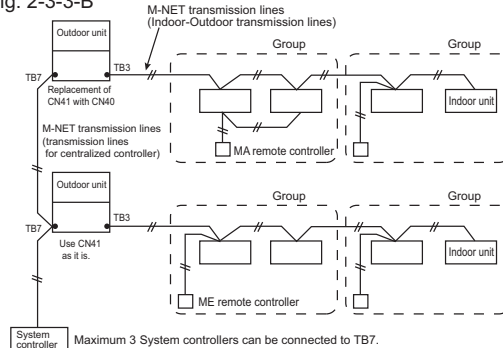 ig. 2-3-3-B
M-NET transmission lines
(Indoor-Outdoor transmission lines)
Outdoor unit
Group
Group
TB7
TB3
Replacement of
CN41 with CN40
Indoor unit
MA remote controller
M-NET transmission lines
(transmission lines
for centralized controller)
Outdoor unit
Group
Group
TB3
TB7
Use CN41
as it is.
Indoor unit
ME remote controller
System
controller
Maximum 3 System controllers can be connected to TB7.